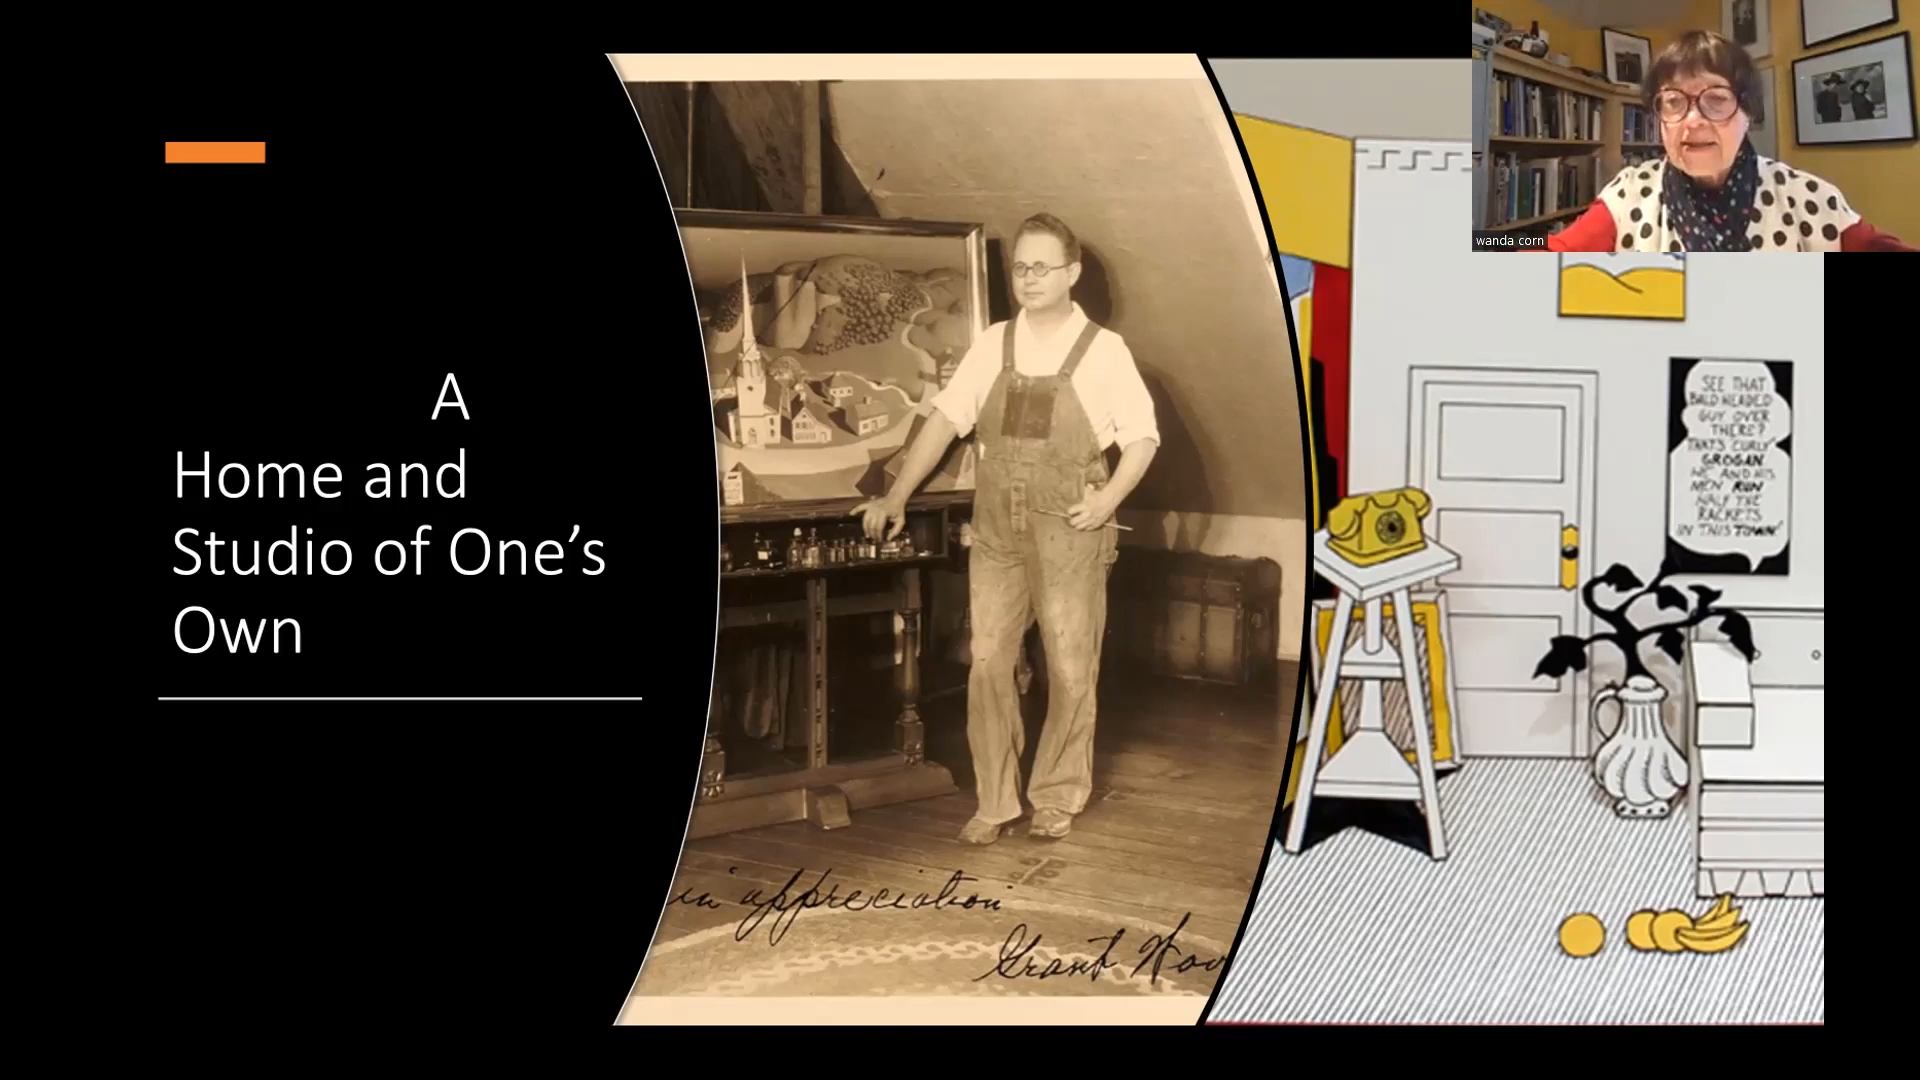 A
Home and
Studio of One’s
Own
in appreciation
Grant Woo
wanda corn
SEE THAT
BALD HEADED
GUY OVER
THERE?
THAT'S CURLY
GROGAN
HE AND HIS
MEN RUN
HALF THE
RACKETS
IN THIS TOWN!